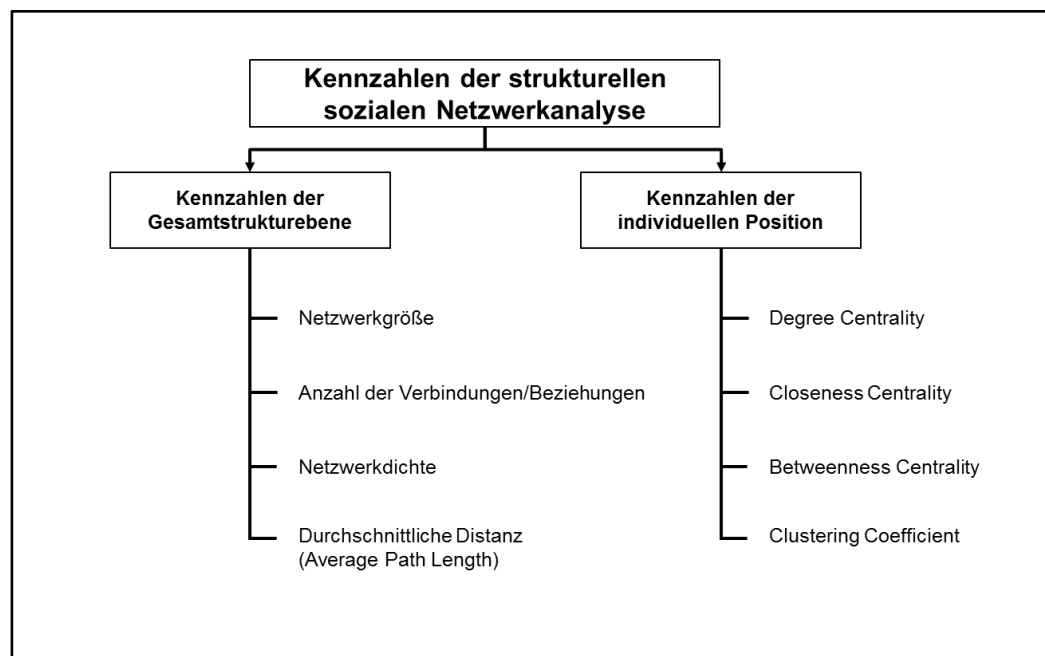 Kennzahlen der strukturellen
sozialen Netzwerkanalyse
Kennzahlen der
Gesamtstrukturebene
Netzwerkgröße
Anzahl der Verbindungen/Beziehungen
Netzwerkdichte
Durchschnittliche Distanz
(Average Path Length)
Kennzahlen der
individuellen Position
Degree Centrality
Closeness Centrality
Betweenness Centrality
Clustering Coefficient